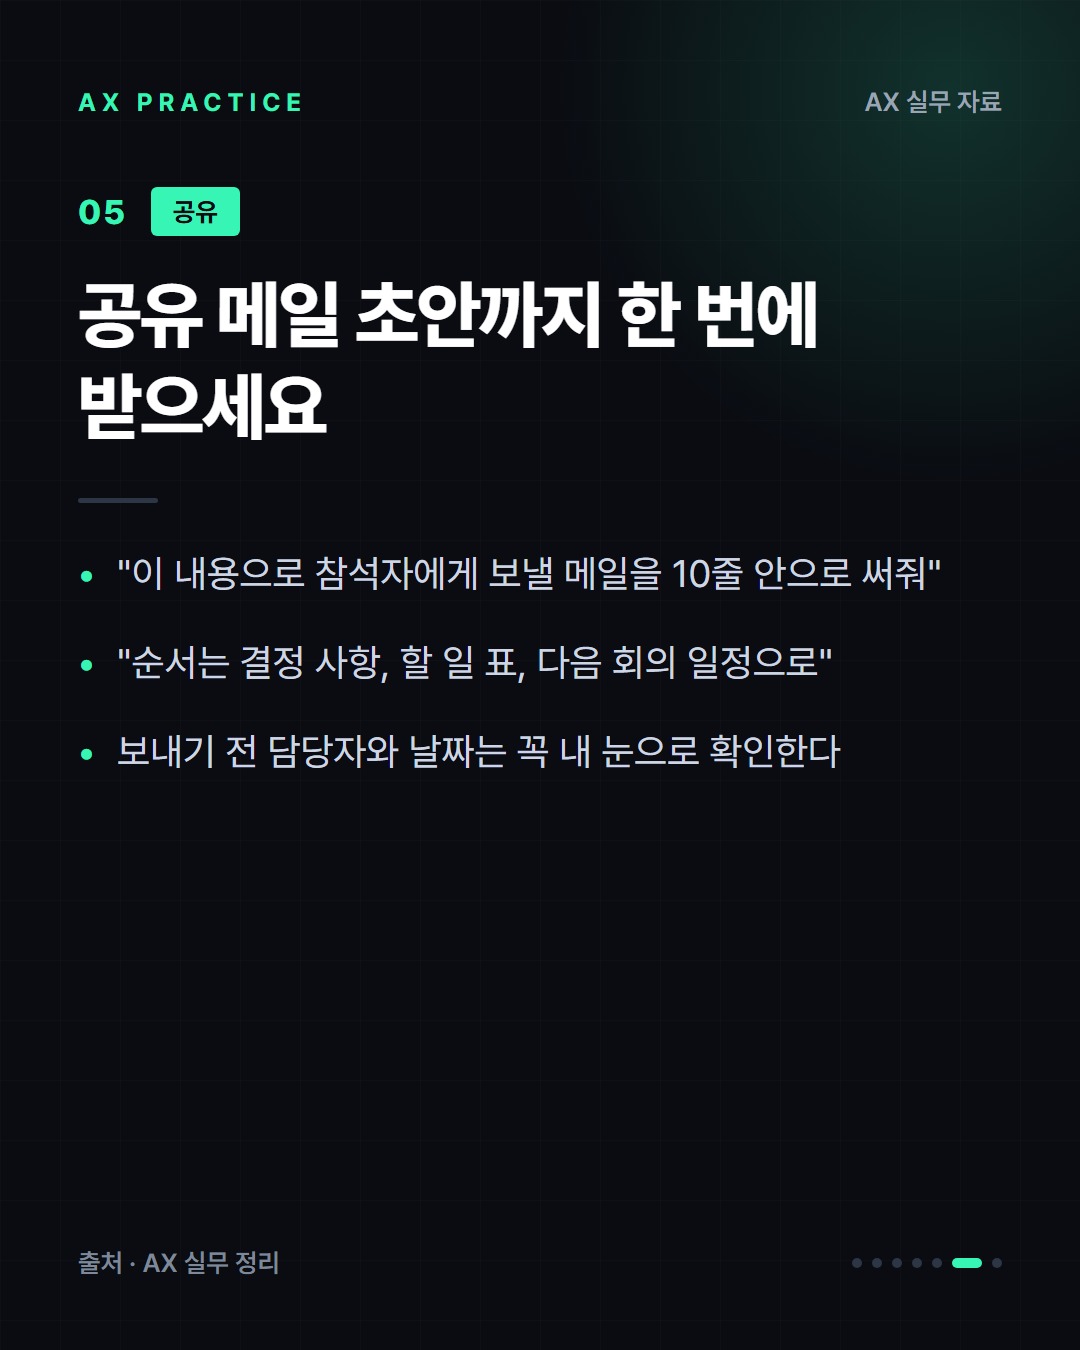 AX PRACTICE
AX 실무 자료
05
공유
공유 메일 초안까지 한 번에
받으세요
• "이 내용으로 참석자에게 보낼 메일을 10줄 안으로 써줘"
• "순서는 결정 사항, 할 일 표, 다음 회의 일정으로"
• 보내기 전 담당자와 날짜는 꼭 내 눈으로 확인한다
출처 · AX 실무 정리